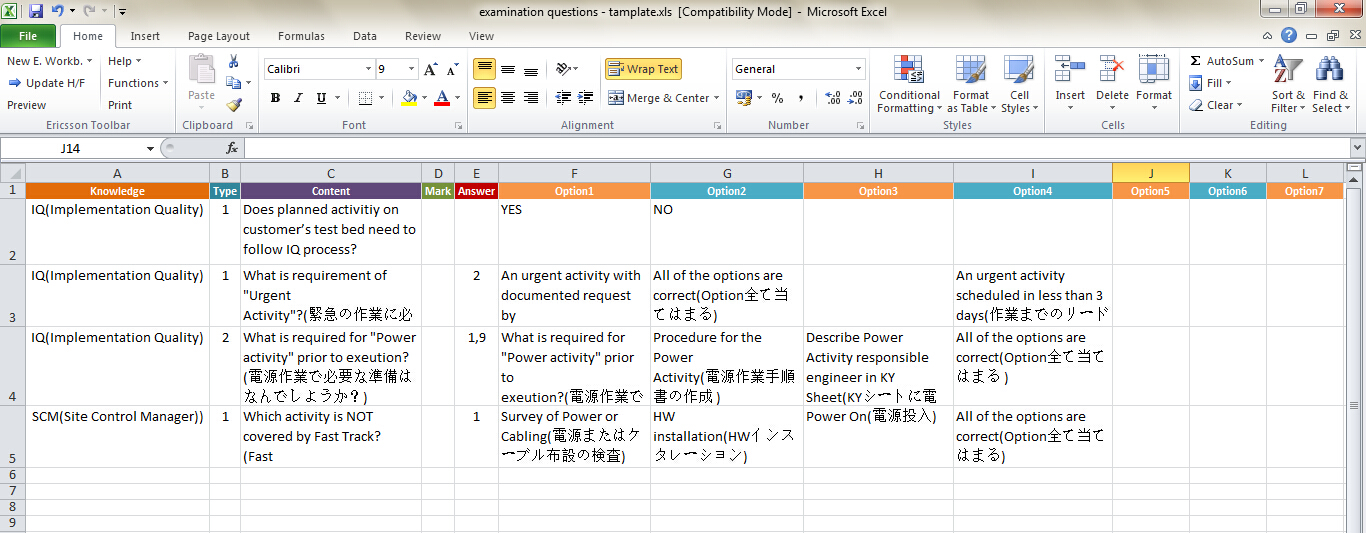 examination questions - tamplate.xls [Compatibility Mode] - Microsoft Excel
File Home Insert Page Layout Formulas Data Review View
New E. Workb. Help
Update H/F Functions
Preview Print
Ericsson Toolbar
Paste
Clipboard
Calibri 9
B I U
Font
Wrap Text
Merge & Center
Alignment
General
% ,
Number
Conditional Formatting
Format as Table
Cell Styles
Styles
Insert Delete Format
Cells
Σ AutoSum
Fill
Clear
Sort & Filter
Find & Select
Editing
J14 fx
A B C D E F G H I J K L
1 Knowledge Type Content Mark Answer Option1 Option2 Option3 Option4 Option5 Option6 Option7
2 IQ(Implementation Quality) 1
Does planned activitiy on
customer's test bed need to
follow IQ process?
YES
NO
3 IQ(Implementation Quality) 1
What is requirement of
"Urgent
Activity"?(緊急の作業に必
2
An urgent activity with
documented request
by
All of the options are
correct(Option全て当
てはまる)
An urgent activity
scheduled in less than 3
days(作業までのリード
4 IQ(Implementation Quality) 2
What is required for "Power
activity" prior to exeution?
(電源作業で必要な準備は
なんでしようか？)
1,9
What is required for
"Power activity" prior
to
exeution?(電源作業で
Procedure for the
Power
Activity(電源作業手順
書の作成 )
Describe Power
Activity responsible
engineer in KY
Sheet(KYシートに電
All of the options are
correct(Option全て当て
はまる )
5 SCM(Site Control Manager)) 1
Which activity is NOT
covered by Fast Track?
(Fast
1
Survey of Power or
Cabling(電源またはケ
ーブル布設の検査)
HW
installation(HWインス
タレーション)
Power On(電源投入)
All of the options are
correct(Option全て当て
はまる)
6
7
8
9